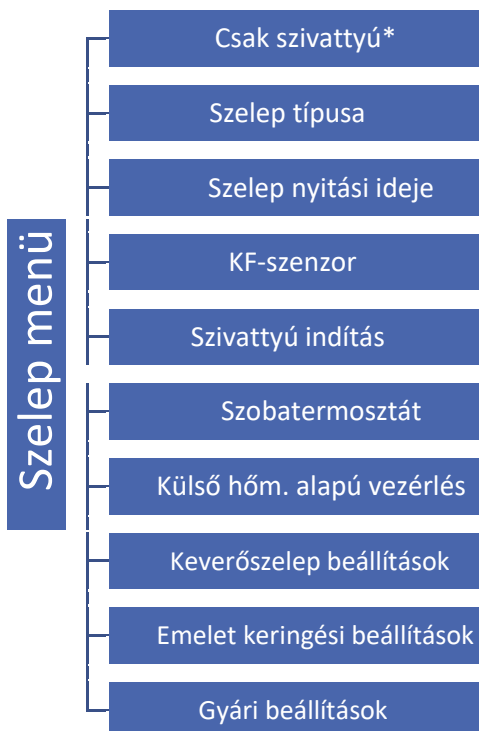 Szelep menü
Csak szivattyú*
Szelep típusa
Szelep nyitási ideje
KF-szenzor
Szivattyú indítás
Szobatermosztát
Külső hőm. alapú vezérlés
Keverőszelep beállítások
Emelet keringési beállítások
Gyári beállítások